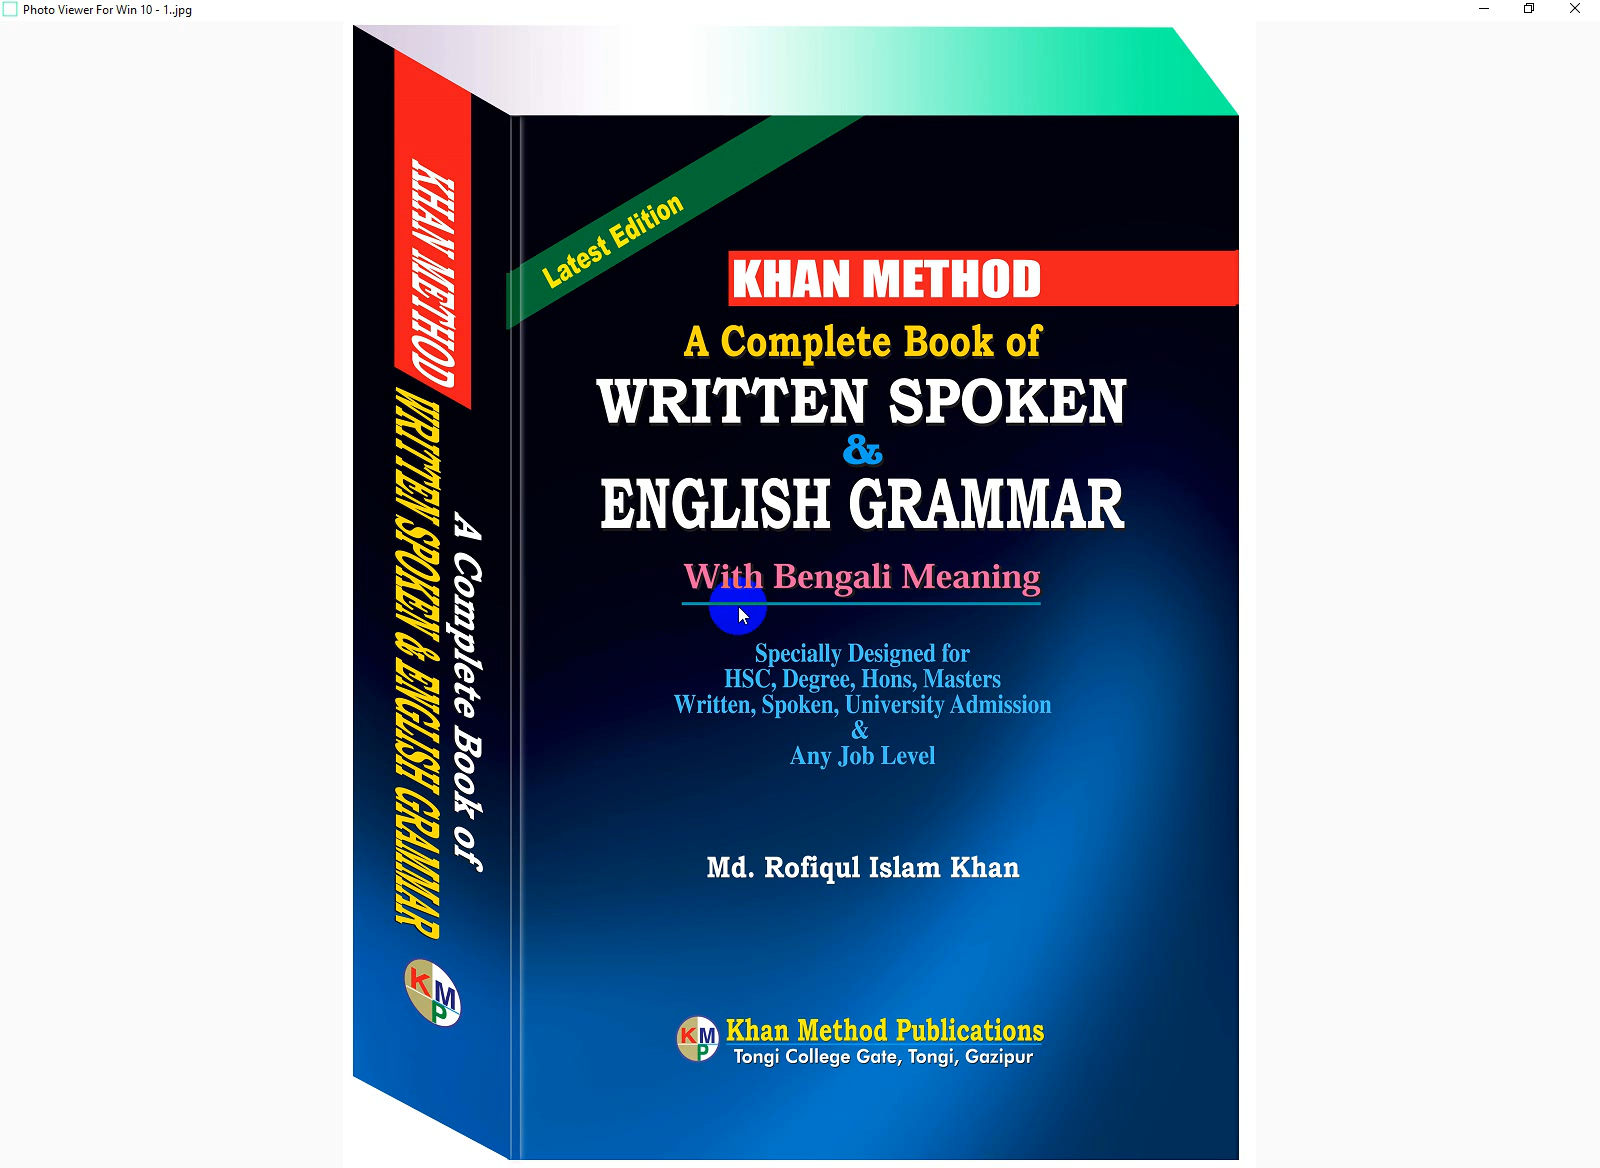 Photo Viewer For Win 10 - 1..jpg
KHAN METHOD
A Complete Book of
WRITTEN SPOKEN & ENGLISH GRAMMAR
K M
P
Latest Edition
KHAN METHOD
A Complete Book of
WRITTEN SPOKEN
&
ENGLISH GRAMMAR
With Bengali Meaning
Specially Designed for
HSC, Degree, Hons, Masters
Written, Spoken, University Admission
&
Any Job Level
Md. Rofiqul Islam Khan
K M
P
Khan Method Publications
Tongi College Gate, Tongi, Gazipur